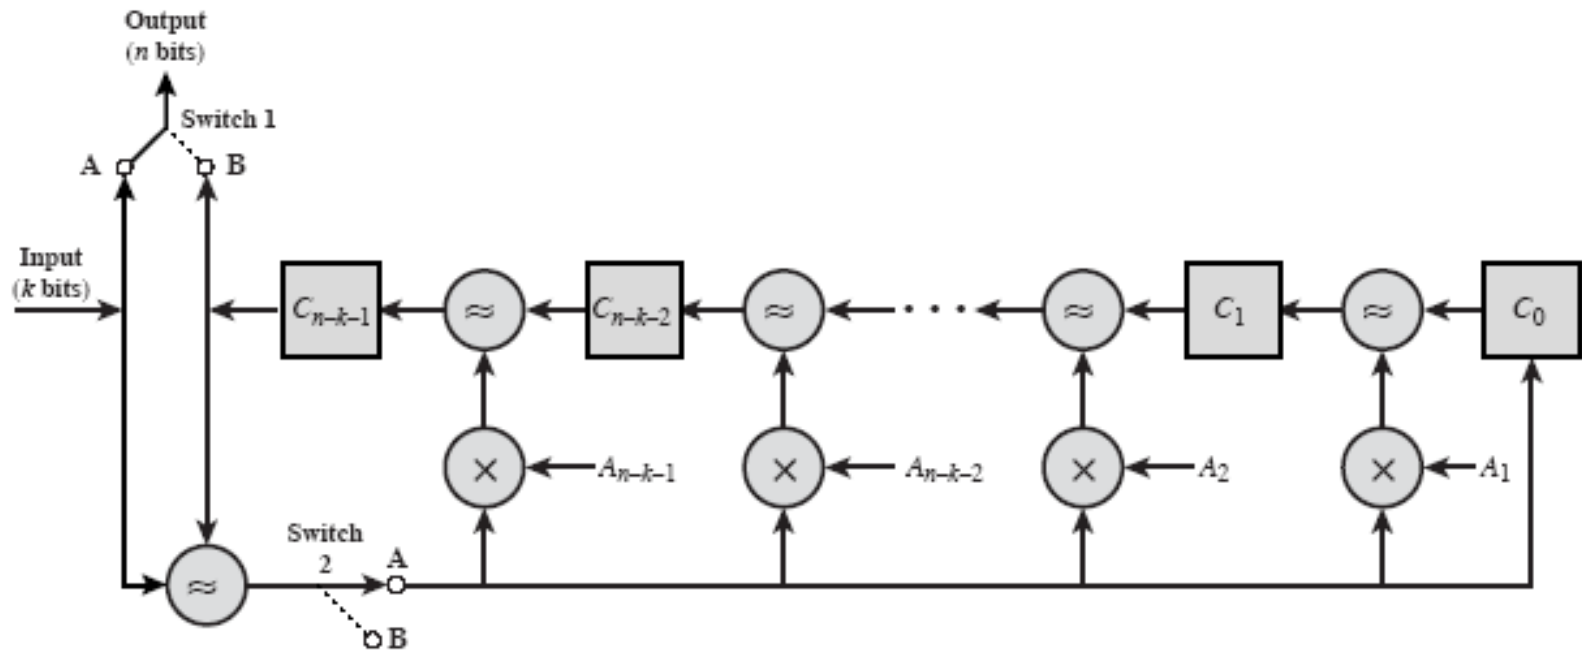 Output
(n bits)
Switch 1
A
B
Input
(k bits)
C_{n–k–1}
≈
C_{n–k–2}
≈
· · ·
≈
C_1
≈
C_0
×
A_{n–k–1}
×
A_{n–k–2}
×
A_2
×
A_1
Switch
2
A
≈
B